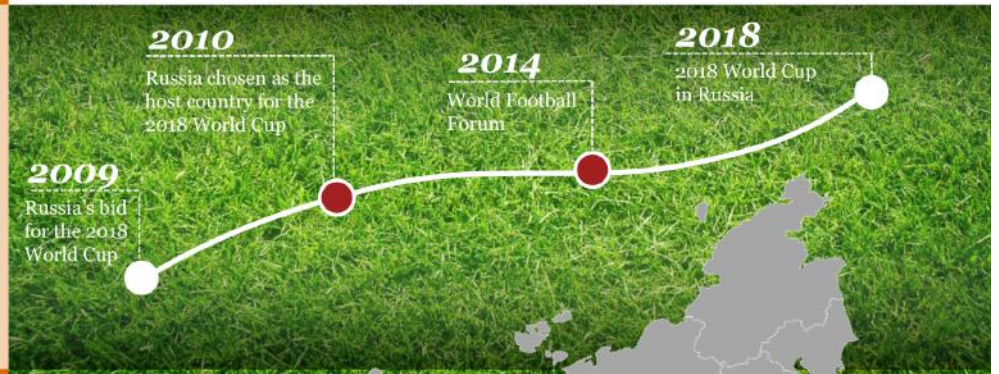 2009
Russia's bid
for the 2018
World Cup
2010
Russia chosen as the
host country for the
2018 World Cup
2014
World Football
Forum
2018
2018 World Cup
in Russia